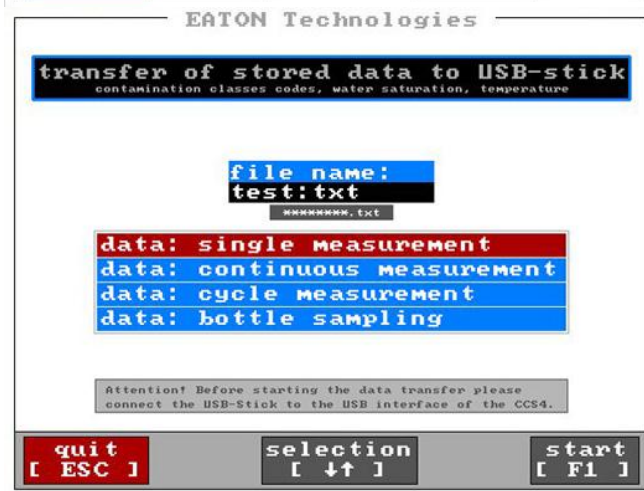 EATON Technologies
transfer of stored data to USB-stick
contamination classes codes, water saturation, temperature
file name:
test:txt
********.txt
data: single measurement
data: continuous measurement
data: cycle measurement
data: bottle sampling
Attention! Before starting the data transfer please
connect the USB-Stick to the USB interface of the CCS4.
quit
[ ESC ]
selection
[ ↓↑ ]
start
[ F1 ]